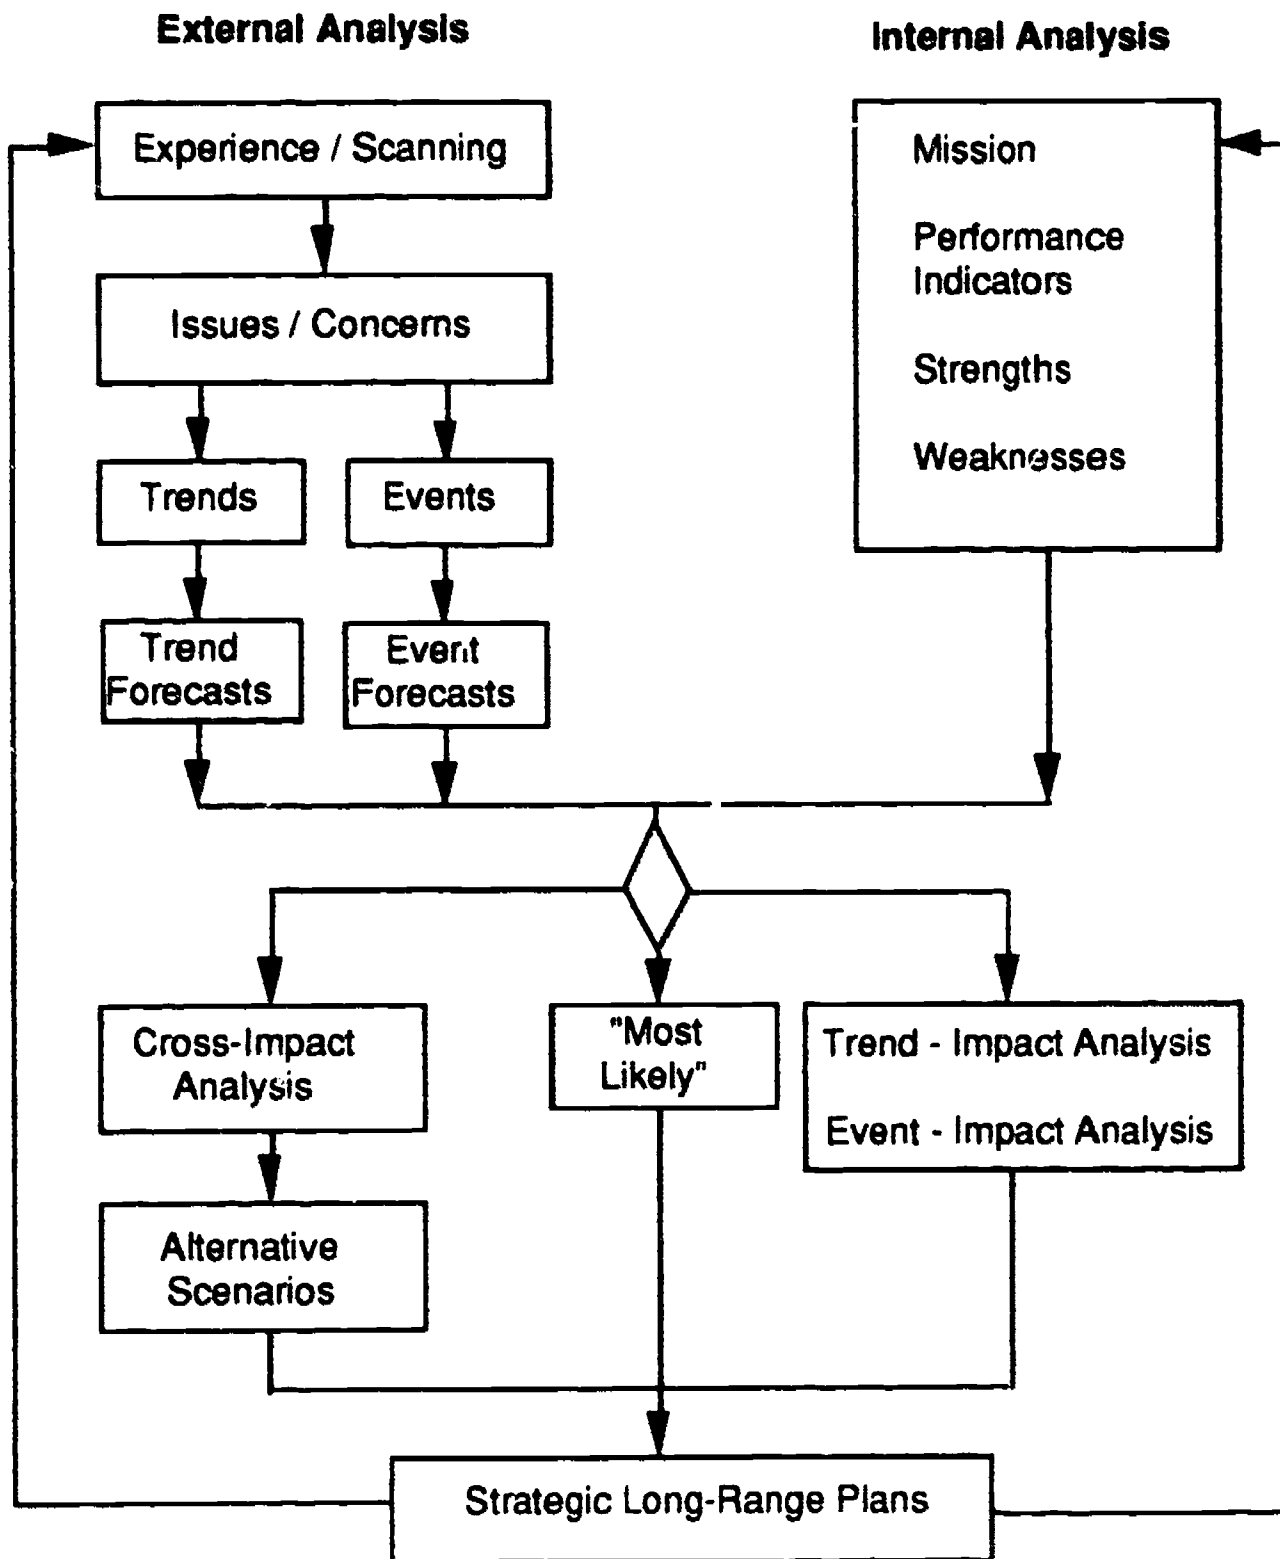 External Analysis
Internal Analysis
Experience / Scanning
Issues / Concerns
Trends
Events
Trend
Forecasts
Event
Forecasts
Mission
Performance
Indicators
Strengths
Weaknesses
Cross-Impact
Analysis
"Most
Likely"
Trend - Impact Analysis
Event - Impact Analysis
Alternative
Scenarios
Strategic Long-Range Plans